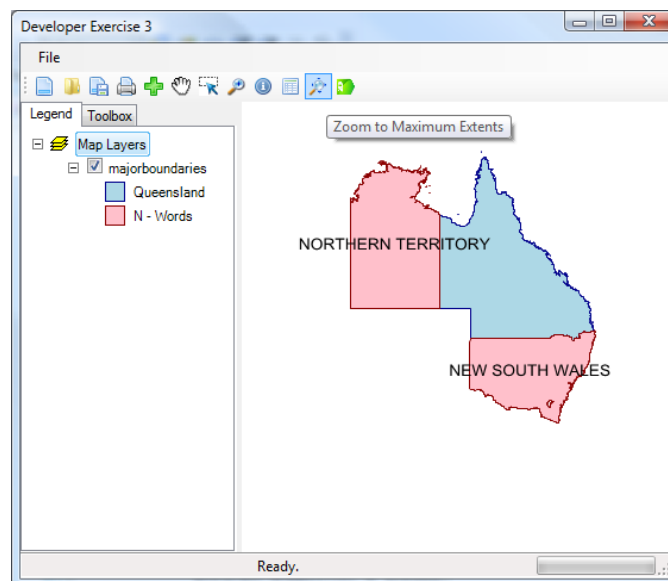 Developer Exercise 3
File
Legend Toolbox
Zoom to Maximum Extents
Map Layers
majorboundaries
Queensland
N - Words
NORTHERN TERRITORY
NEW SOUTH WALES
Ready.